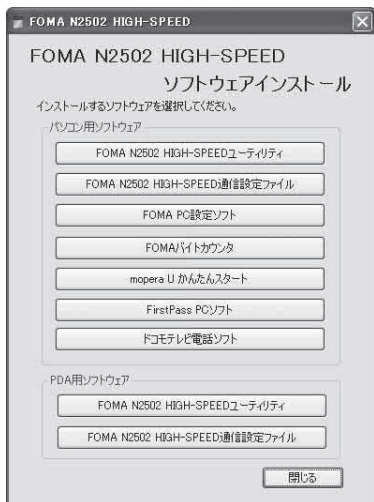 FOMA N2502 HIGH-SPEED
FOMA N2502 HIGH-SPEED
ソフトウェアインストール
インストールするソフトウェアを選択してください。
パソコン用ソフトウェア
FOMA N2502 HIGH-SPEEDユーティリティ
FOMA N2502 HIGH-SPEED通信設定ファイル
FOMA PC設定ソフト
FOMAバイトカウンタ
mopera U かんたんスタート
FirstPass PCソフト
ドコモテレビ電話ソフト
PDA用ソフトウェア
FOMA N2502 HIGH-SPEEDユーティリティ
FOMA N2502 HIGH-SPEED通信設定ファイル
閉じる